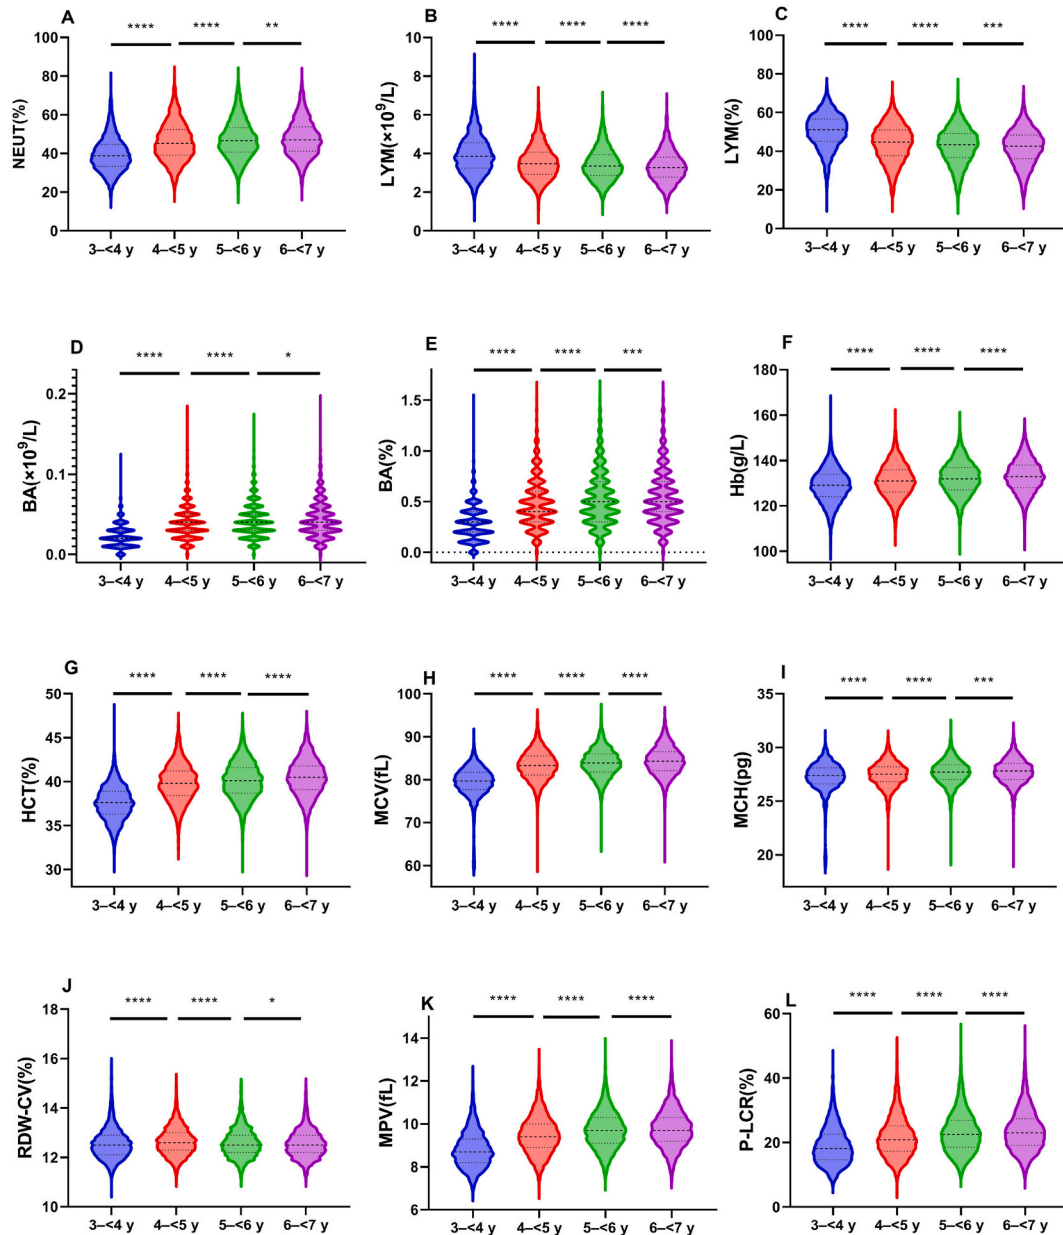 A
**** **** **
NEUT(%)
100
80
60
40
20
0
3–<4 y 4–<5 y 5–<6 y 6–<7 y
B
**** **** ****
LYM(×10⁹/L)
10
8
6
4
2
0
3–<4 y 4–<5 y 5–<6 y 6–<7 y
C
**** **** ***
LYM(%)
100
80
60
40
20
0
3–<4 y 4–<5 y 5–<6 y 6–<7 y
D
**** **** *
BA(×10⁹/L)
0.2
0.1
0.0
3–<4 y 4–<5 y 5–<6 y 6–<7 y
E
**** **** ***
BA(%)
1.5
1.0
0.5
0.0
3–<4 y 4–<5 y 5–<6 y 6–<7 y
F
**** **** ****
Hb(g/L)
180
160
140
120
100
3–<4 y 4–<5 y 5–<6 y 6–<7 y
G
**** **** ****
HCT(%)
50
45
40
35
30
3–<4 y 4–<5 y 5–<6 y 6–<7 y
H
**** **** ****
MCV(fL)
100
90
80
70
60
3–<4 y 4–<5 y 5–<6 y 6–<7 y
I
**** **** ***
MCH(pg)
35
30
25
20
3–<4 y 4–<5 y 5–<6 y 6–<7 y
J
**** **** *
RDW-CV(%)
18
16
14
12
10
3–<4 y 4–<5 y 5–<6 y 6–<7 y
K
**** **** ****
MPV(fL)
14
12
10
8
6
3–<4 y 4–<5 y 5–<6 y 6–<7 y
L
**** **** ****
P-LCR(%)
60
40
20
0
3–<4 y 4–<5 y 5–<6 y 6–<7 y